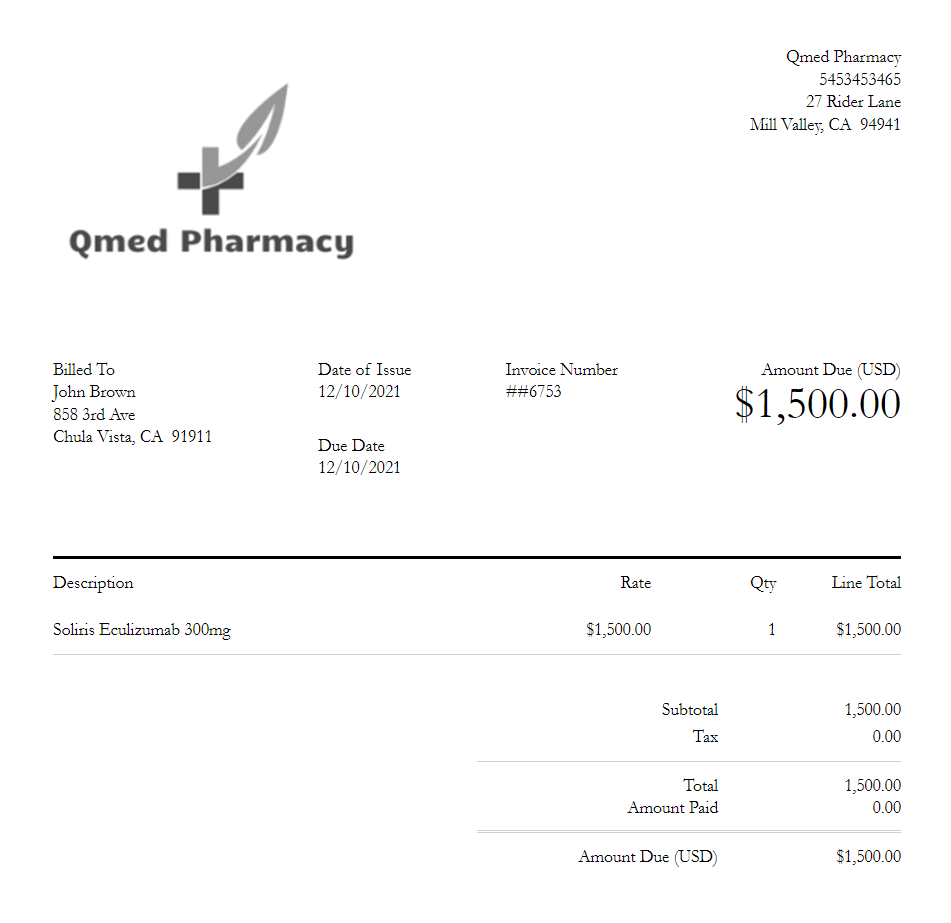 Qmed Pharmacy
5453453465
27 Rider Lane
Mill Valley, CA 94941
Qmed Pharmacy
Billed To
John Brown
858 3rd Ave
Chula Vista, CA 91911
Date of Issue
12/10/2021
Due Date
12/10/2021
Invoice Number
##6753
Amount Due (USD)
$1,500.00
Description Rate Qty Line Total
Soliris Eculizumab 300mg $1,500.00 1 $1,500.00
Subtotal 1,500.00
Tax 0.00
Total 1,500.00
Amount Paid 0.00
Amount Due (USD) $1,500.00